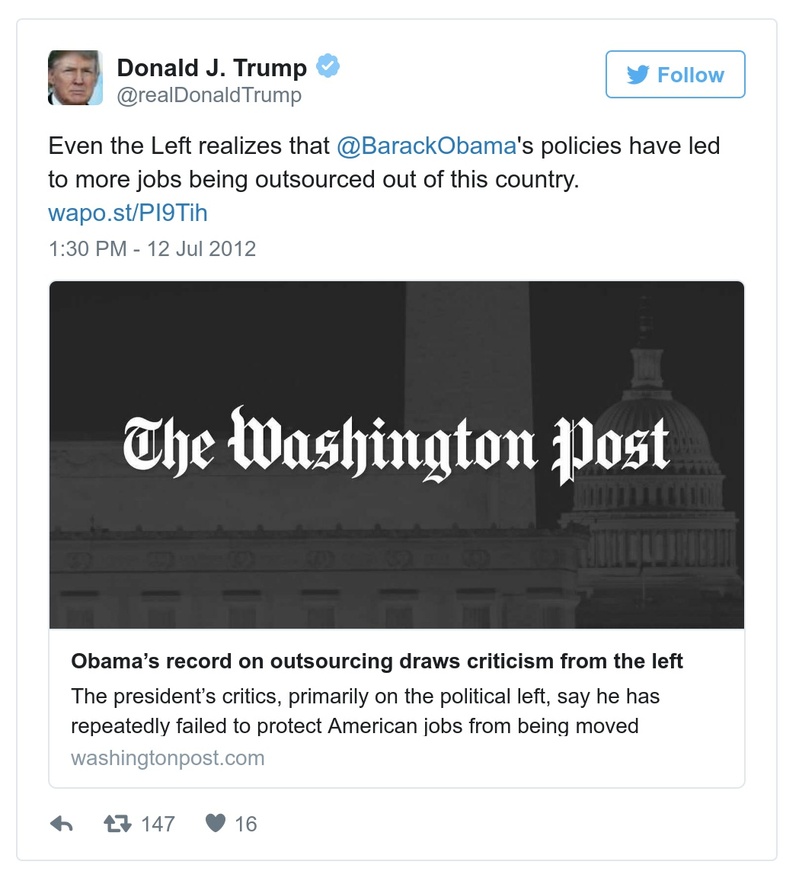 Donald J. Trump
@realDonaldTrump
Follow
Even the Left realizes that @BarackObama's policies have led
to more jobs being outsourced out of this country.
wapo.st/PI9Tih
1:30 PM - 12 Jul 2012
The Washington Post
Obama’s record on outsourcing draws criticism from the left
The president’s critics, primarily on the political left, say he has
repeatedly failed to protect American jobs from being moved
washingtonpost.com
147 16